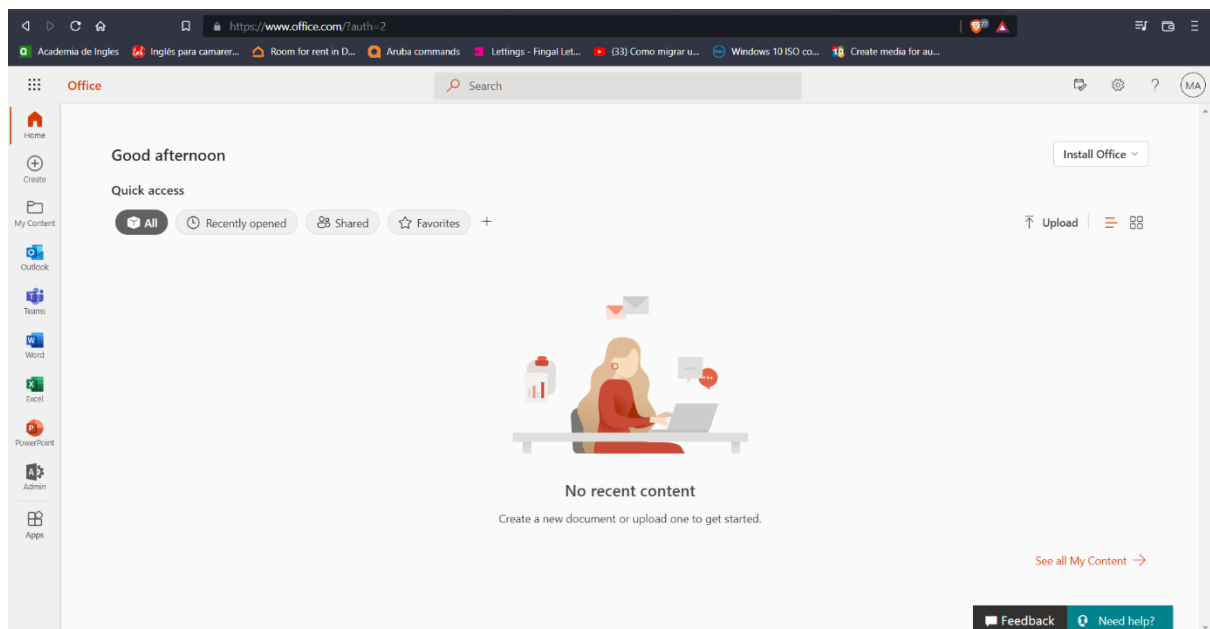 https://www.office.com/?auth=2
Academia de Ingles Inglés para camarer... Room for rent in D... Aruba commands Lettings - Fingal Let... (33) Como migrar u... Windows 10 ISO co... Create media for au...
Office
Search
?
MA
Home
Create
My Content
Outlook
Teams
Word
Excel
PowerPoint
Admin
Apps
Good afternoon
Install Office
Quick access
All Recently opened Shared Favorites +
Upload
No recent content
Create a new document or upload one to get started.
See all My Content
Feedback
Need help?